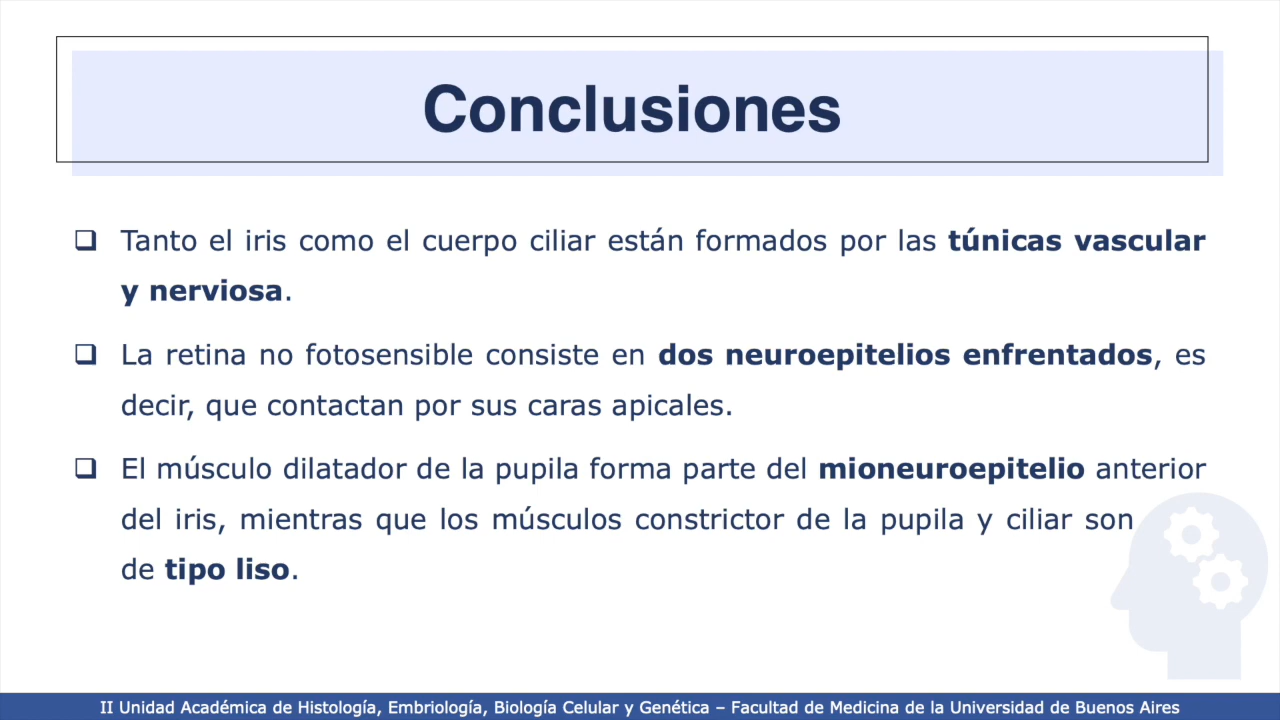 Conclusiones
❑ Tanto el iris como el cuerpo ciliar están formados por las túnicas vascular
y nerviosa.
❑ La retina no fotosensible consiste en dos neuroepitelios enfrentados, es
decir, que contactan por sus caras apicales.
❑ El músculo dilatador de la pupila forma parte del mioneuroepitelio anterior
del iris, mientras que los músculos constrictor de la pupila y ciliar son
de tipo liso.
II Unidad Académica de Histología, Embriología, Biología Celular y Genética – Facultad de Medicina de la Universidad de Buenos Aires